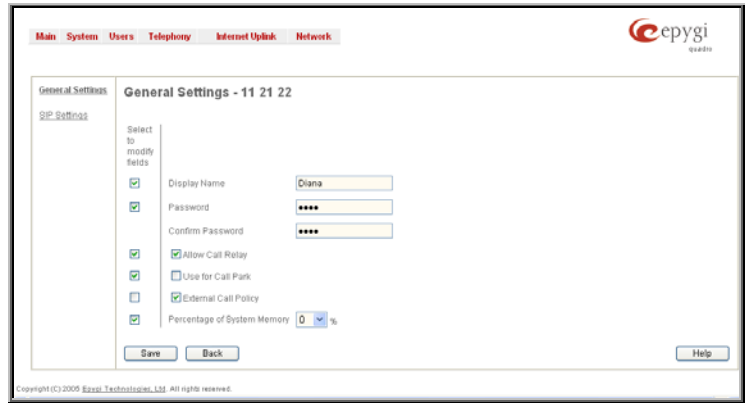 Main System Users Telephony Internet Uplink Network
epygi
quadro
General Settings
SIP Settings
General Settings - 11 21 22
Select
to
modify
fields
Display Name Diana
Password ••••
Confirm Password ••••
Allow Call Relay
Use for Call Park
External Call Policy
Percentage of System Memory 0 %
Save Back Help
Copyright (C) 2005 Epygi Technologies, Ltd. All rights reserved.